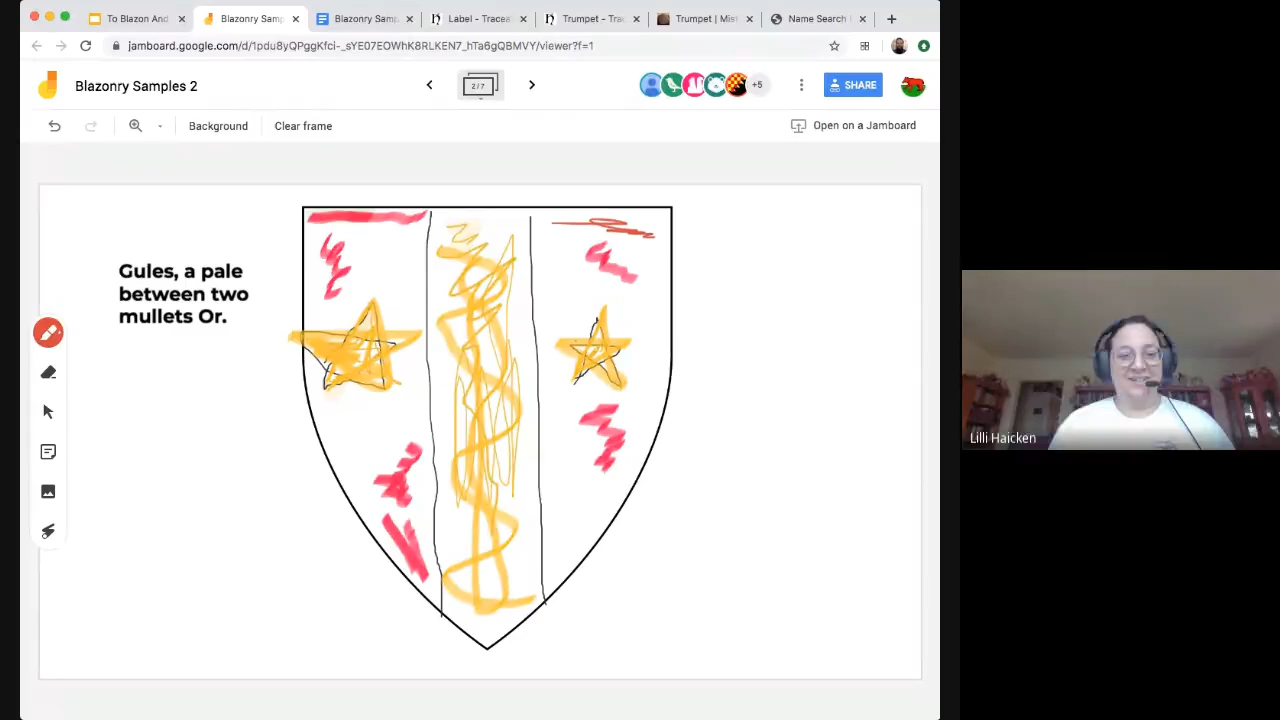 To Blazon And
Blazonry Samp
Blazonry Samp
Label - Tracea
Trumpet - Tra
Trumpet | Mist
Name Search
jamboard.google.com/d/1pdu8yQPggKfci-_sYE07EOWhK8RLKEN7_hTa6gQBMVY/viewer?f=1
Blazonry Samples 2
2/7
+5
SHARE
Background
Clear frame
Open on a Jamboard
Gules, a pale
between two
mullets Or.
Lilli Haicken